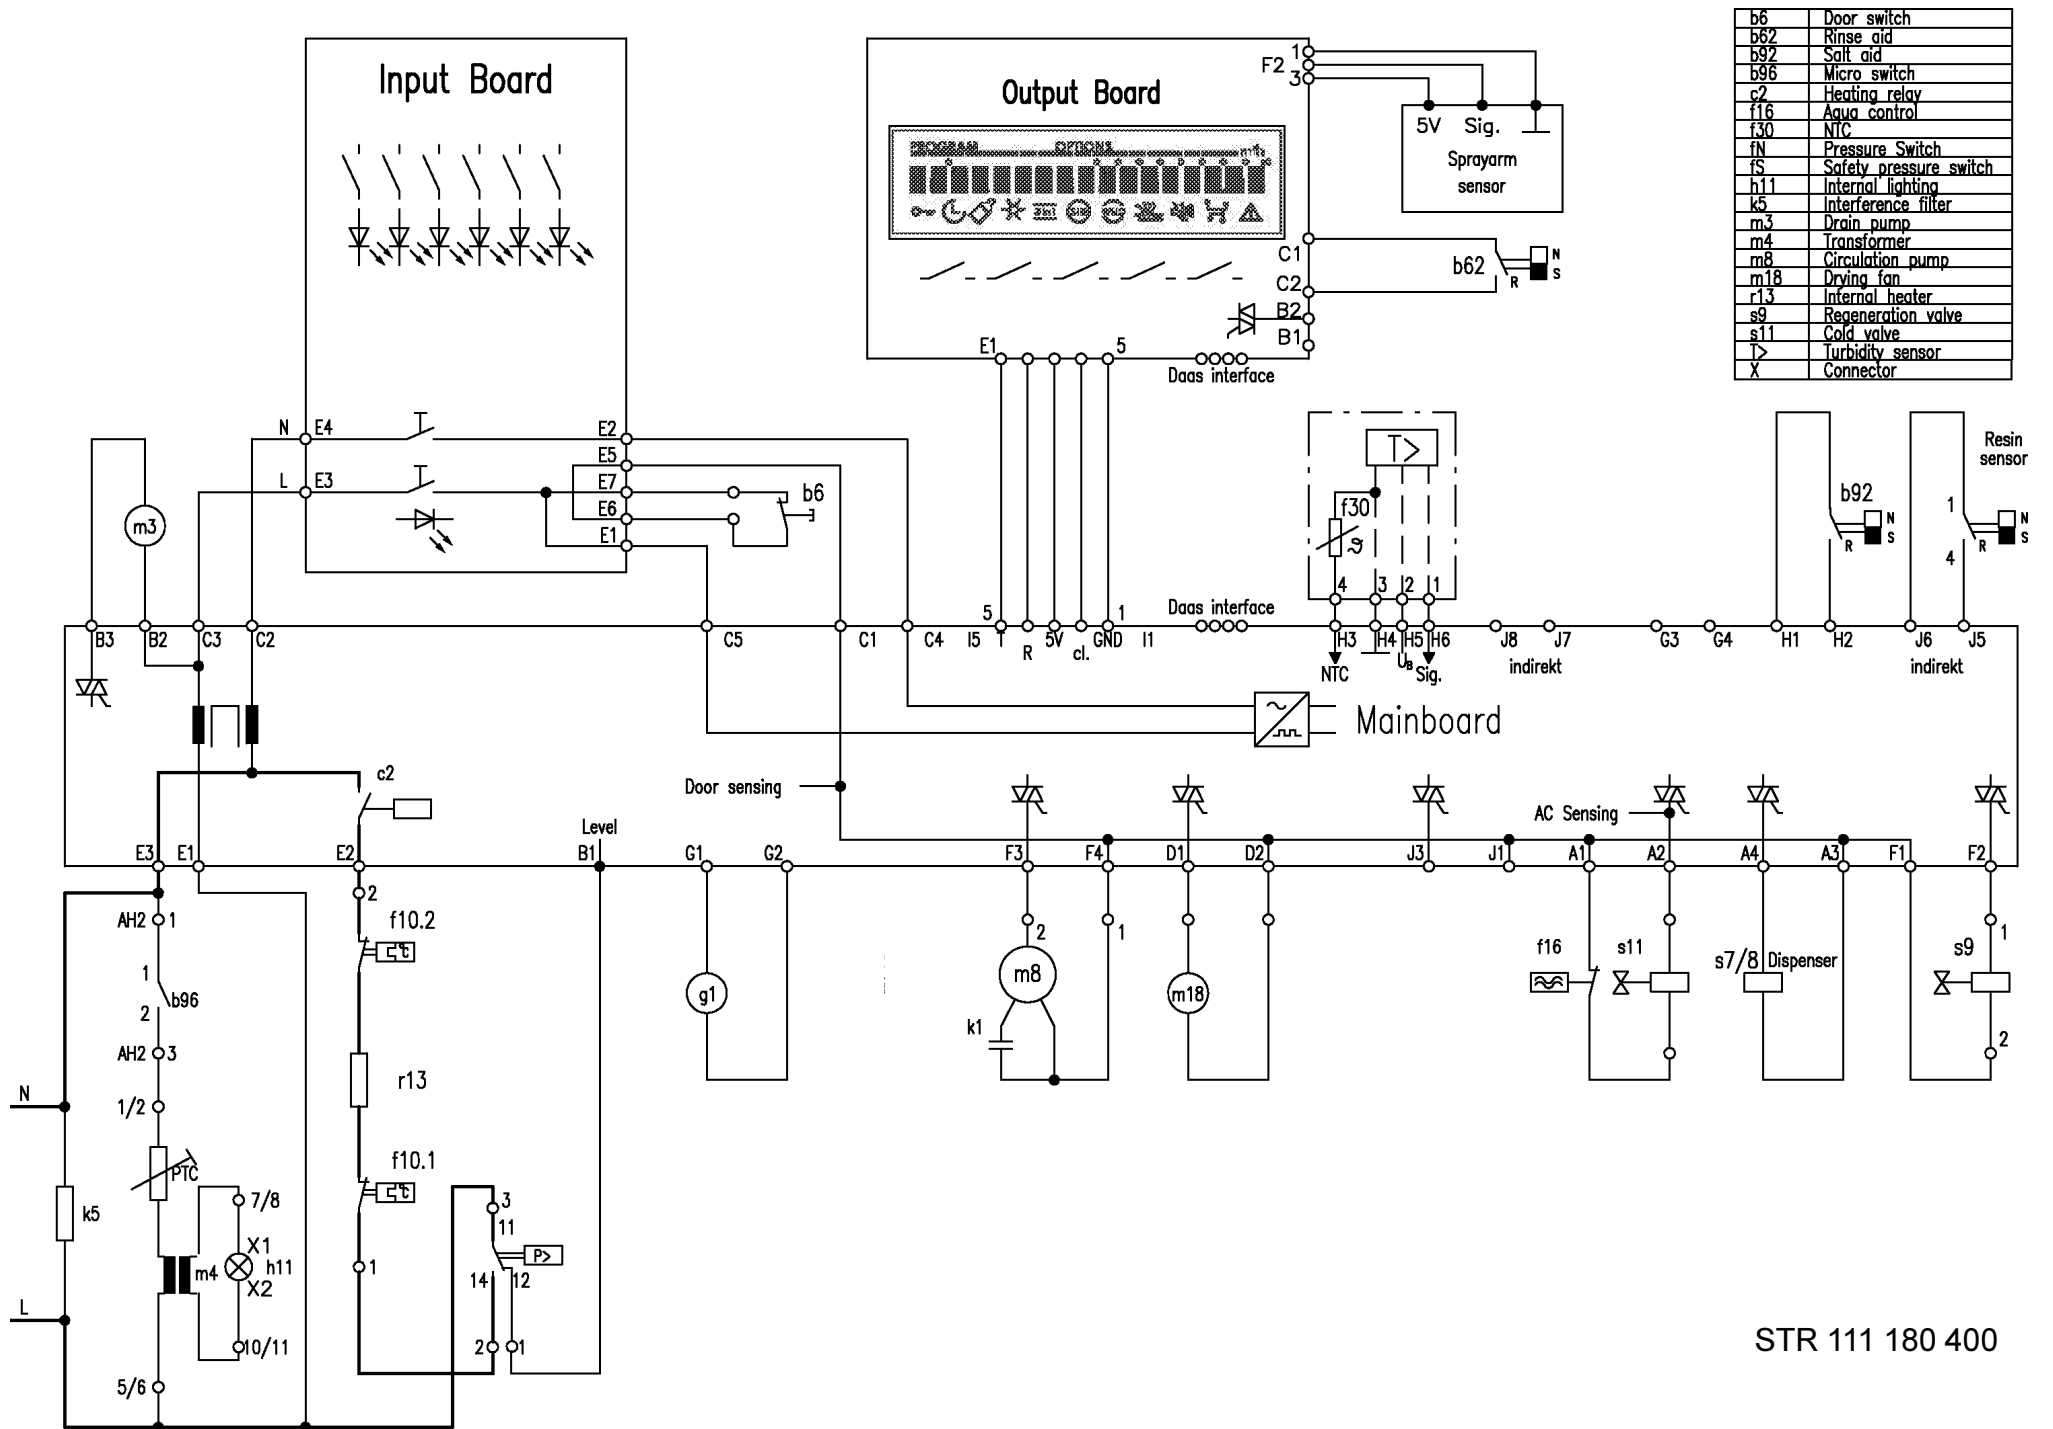 Input Board
Output Board
PROGRAM OPTIONS
1
F2
3
5V Sig.
Sprayarm
sensor
C1
C2
B2
B1
b62
N
S
R
E1 5
Daas interface
b6 Door switch
b62 Rinse aid
b92 Salt aid
b96 Micro switch
c2 Heating relay
f16 Aqua control
f30 NTC
fN Pressure Switch
fS Safety pressure switch
h11 Internal lighting
k5 Interference filter
m3 Drain pump
m4 Transformer
m8 Circulation pump
m18 Drying fan
r13 Internal heater
s9 Regeneration valve
s11 Cold valve
T> Turbidity sensor
X Connector
N E4 E2
E5
L E3 E7
E6
E1
b6
m3
T>
f30
ϑ
4 3 2 1
b92
N
S
R
Resin
sensor
1
4
N
S
R
5 1
Daas interface
B3 B2 C3 C2 C5 C1 C4 I5 T R 5V cl. GND I1 H3 H4 H5 H6 J8 J7 G3 G4 H1 H2 J6 J5
NTC UB Sig. indirekt indirekt
Mainboard
c2
Door sensing
AC Sensing
Level
E3 E1 E2 B1 G1 G2 F3 F4 D1 D2 J3 J1 A1 A2 A4 A3 F1 F2
2
AH2 1
f10.2
°c
1
b96
2
AH2 3
1/2
PTC
N
k5
L
7/8
X1
h11
X2
m4
10/11
5/6
r13
f10.1
°c
1
3
11
P>
14 12
2 1
g1
2
m8
k1
1
m18
f16
s11
s7/8 Dispenser
s9
1
2
STR 111 180 400